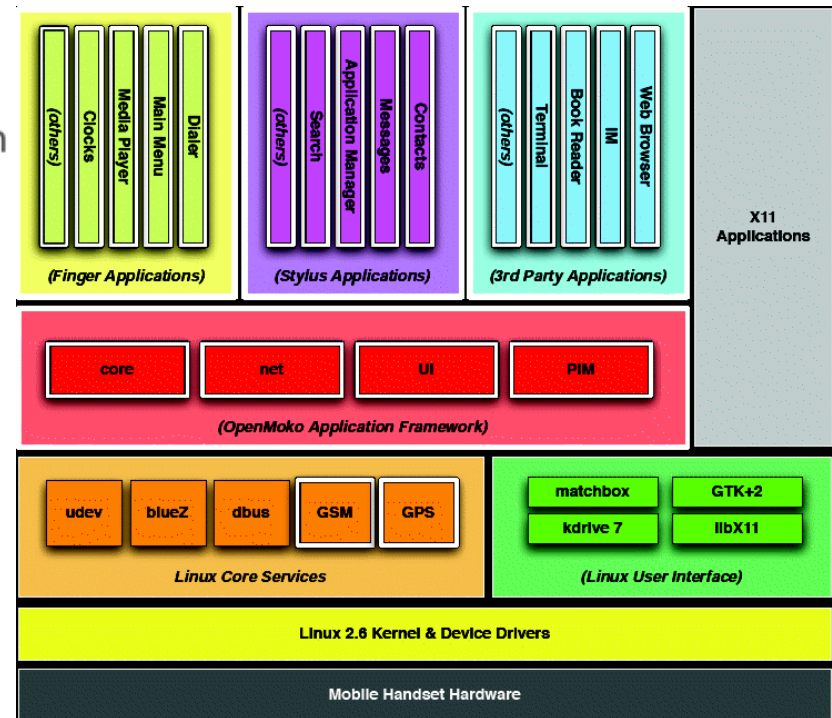 (others)
Clocks
Media Player
Main Menu
Dialer
(Finger Applications)
(others)
Search
Application Manager
Messages
Contacts
(Stylus Applications)
(others)
Terminal
Book Reader
IM
Web Browser
(3rd Party Applications)
X11
Applications
core
net
UI
PIM
(OpenMoko Application Framework)
udev
blueZ
dbus
GSM
GPS
Linux Core Services
matchbox
GTK+2
kdrive 7
libX11
(Linux User Interface)
Linux 2.6 Kernel & Device Drivers
Mobile Handset Hardware